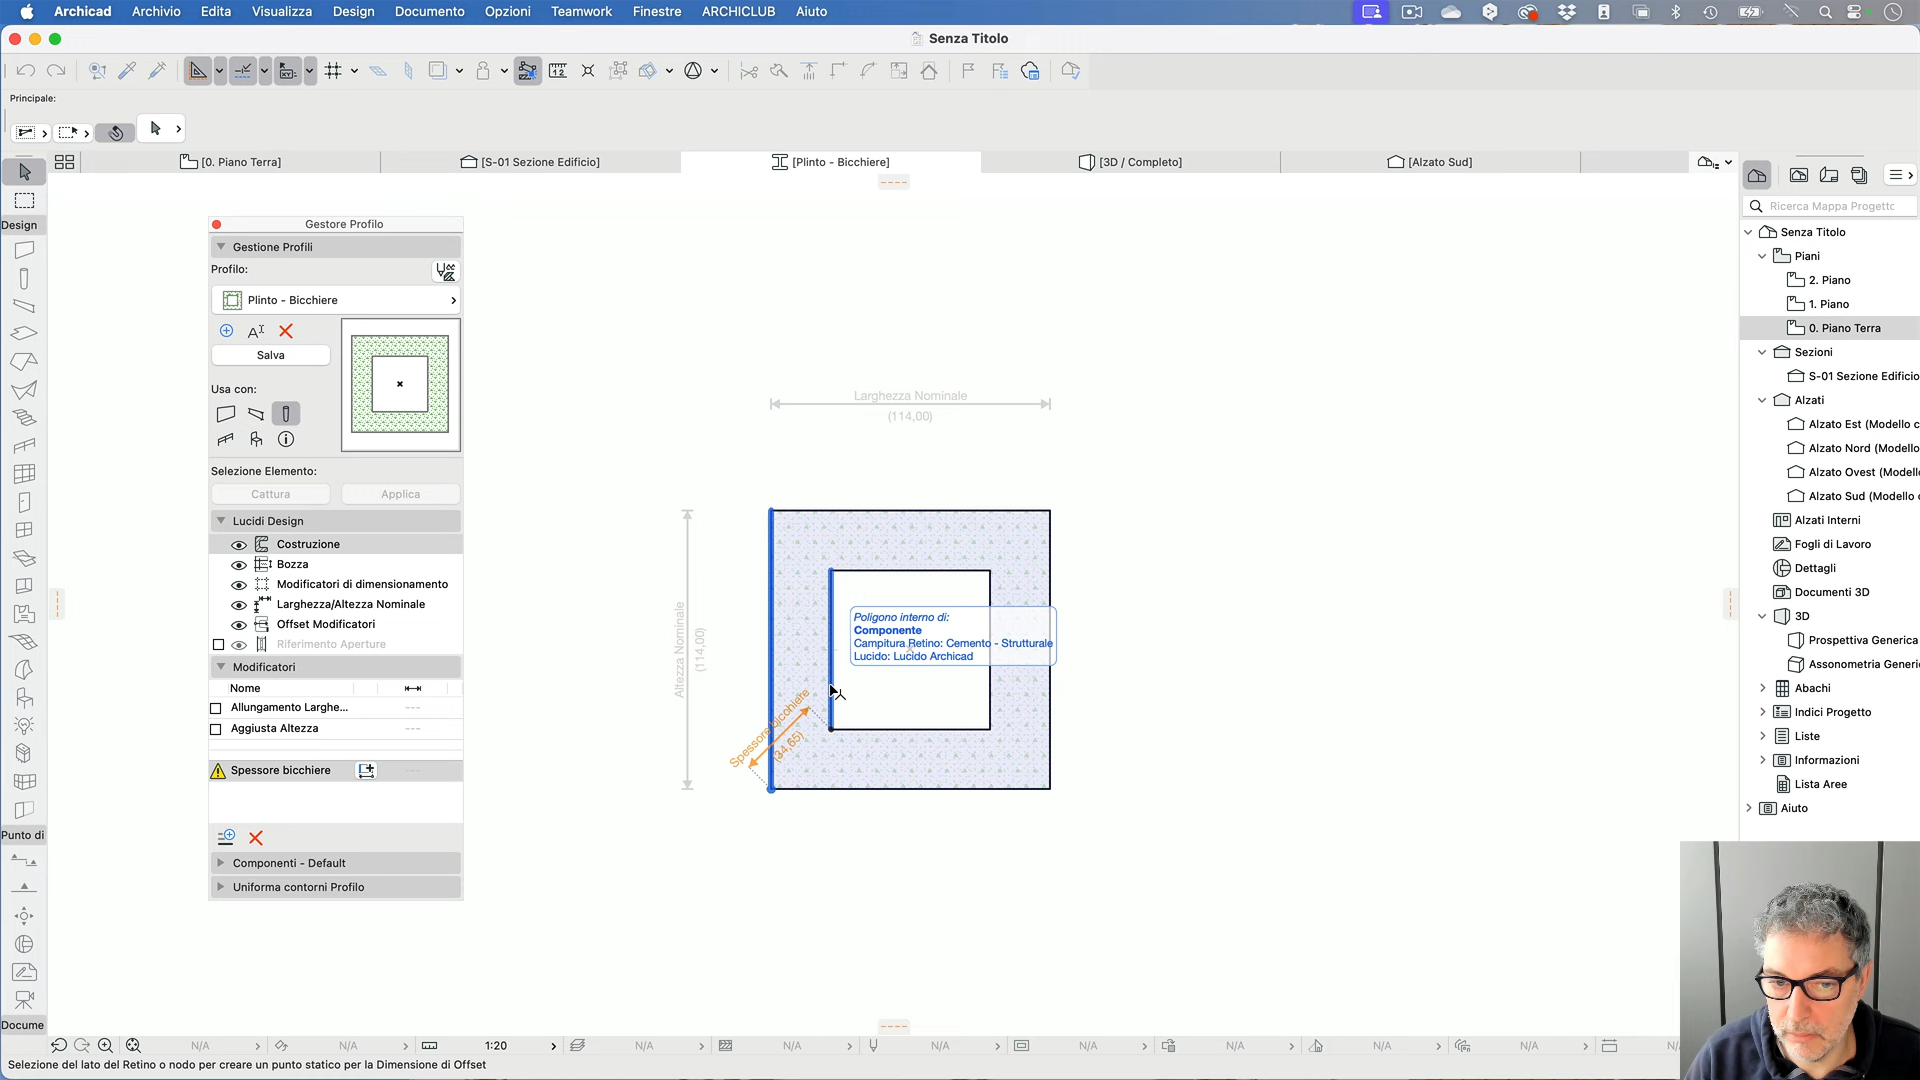 Archicad Archivio Edita Visualizza Design Documento Opzioni Teamwork Finestre ARCHICLUB Aiuto
Senza Titolo
Principale:
[0. Piano Terra]
[S-01 Sezione Edificio]
[Plinto - Bicchiere]
[3D / Completo]
[Alzato Sud]
Design
Punto di
Docume
Gestore Profilo
Gestione Profili
Profilo:
Plinto - Bicchiere
Salva
Usa con:
Selezione Elemento:
Cattura
Applica
Lucidi Design
Costruzione
Bozza
Modificatori di dimensionamento
Larghezza/Altezza Nominale
Offset Modificatori
Riferimento Aperture
Modificatori
Nome
Allungamento Larghe...
Aggiusta Altezza
Spessore bicchiere
Componenti - Default
Uniforma contorni Profilo
Larghezza Nominale
(114,00)
Altezza Nominale
(114,00)
Spessore bicchiere
(34,65)
Poligono interno di:
Componente
Campitura Retino: Cemento - Strutturale
Lucido: Lucido Archicad
Ricerca Mappa Progetto
Senza Titolo
Piani
2. Piano
1. Piano
0. Piano Terra
Sezioni
S-01 Sezione Edificio
Alzati
Alzato Est (Modello c
Alzato Nord (Modello
Alzato Ovest (Modell
Alzato Sud (Modello c
Alzati Interni
Fogli di Lavoro
Dettagli
Documenti 3D
3D
Prospettiva Generica
Assonometria Generi
Abachi
Indici Progetto
Liste
Informazioni
Lista Aree
Aiuto
N/A N/A 1:20 N/A N/A N/A N/A N/A N/A N/A N/A N/
Selezione del lato del Retino o nodo per creare un punto statico per la Dimensione di Offset